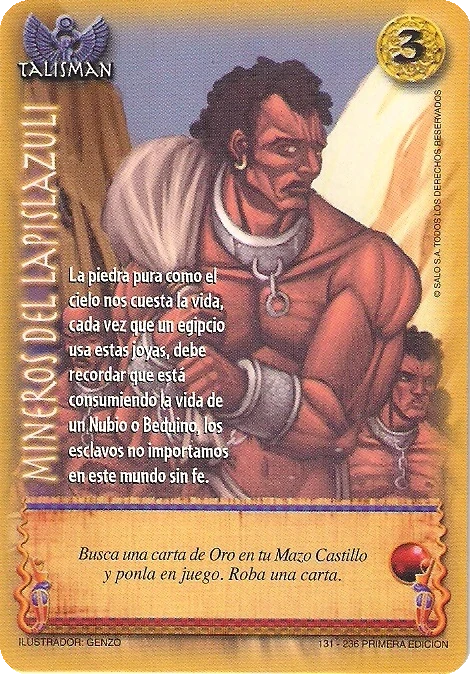 TALISMAN
3
MINEROS DEL LAPISLAZULI
© SALO S.A. TODOS LOS DERECHOS RESERVADOS
La piedra pura como el
cielo nos cuesta la vida,
cada vez que un egipcio
usa estas joyas, debe
recordar que está
consumiendo la vida de
un Nubio o Beduino, los
esclavos no importamos
en este mundo sin fe.
Busca una carta de Oro en tu Mazo Castillo
y ponla en juego. Roba una carta.
ILUSTRADOR: GENZO
131 - 236 PRIMERA EDICION